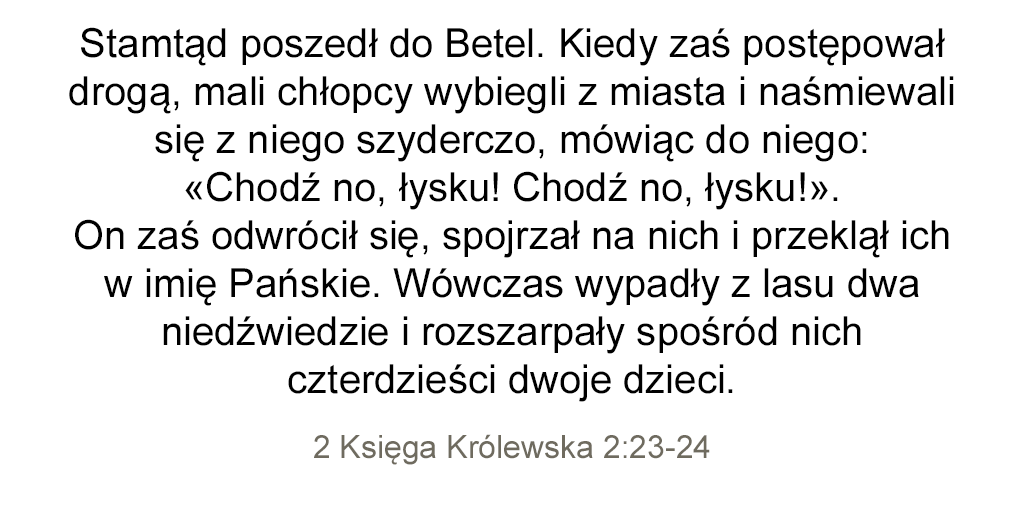 Stamtąd poszedł do Betel. Kiedy zaś postępował
drogą, mali chłopcy wybiegli z miasta i naśmiewali
się z niego szyderczo, mówiąc do niego:
«Chodź no, łysku! Chodź no, łysku!».
On zaś odwrócił się, spojrzał na nich i przeklął ich
w imię Pańskie. Wówczas wypadły z lasu dwa
niedźwiedzie i rozszarpały spośród nich
czterdzieści dwoje dzieci.
2 Księga Królewska 2:23-24